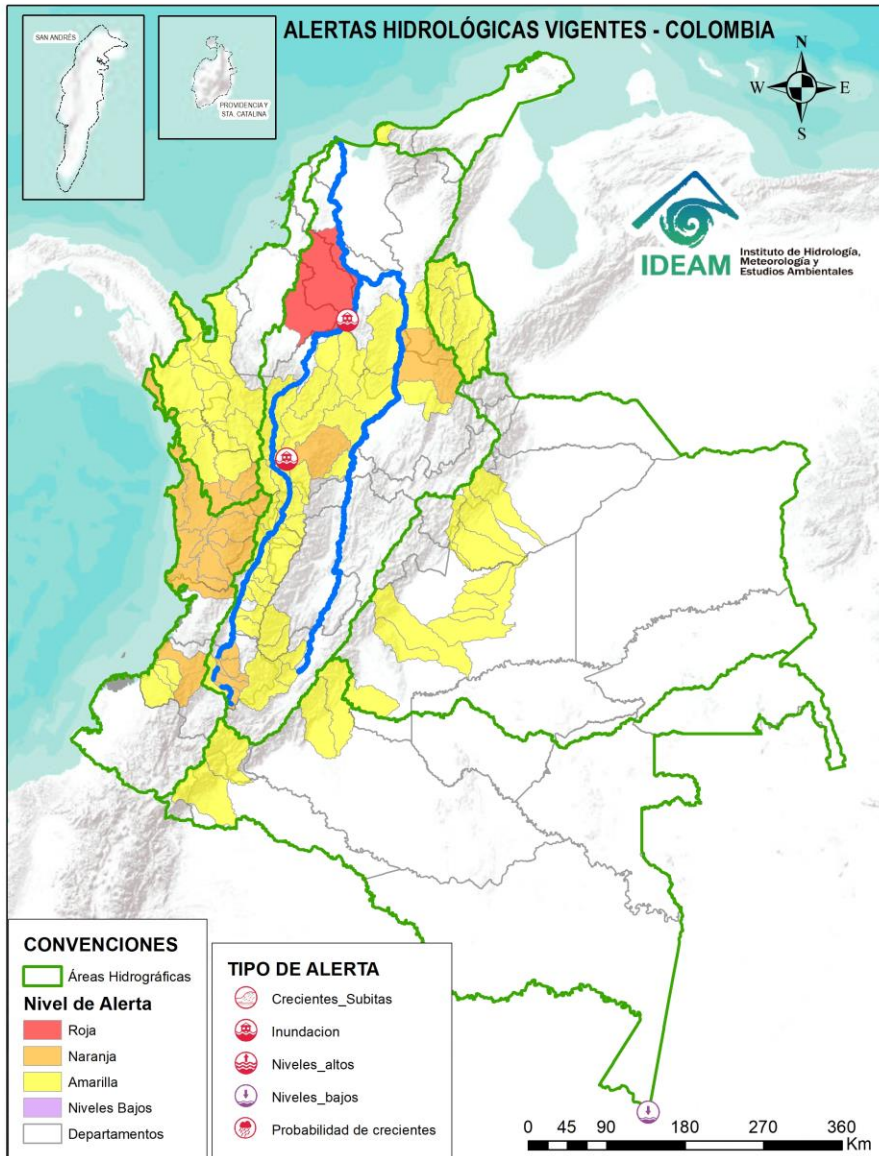 ALERTAS HIDROLÓGICAS VIGENTES - COLOMBIA
SAN ANDRÉS
PROVIDENCIA Y
STA. CATALINA
N
W
E
S
IDEAM
Instituto de Hidrología,
Meteorología y
Estudios Ambientales
CONVENCIONES
Áreas Hidrográficas
Nivel de Alerta
Roja
Naranja
Amarilla
Niveles Bajos
Departamentos
TIPO DE ALERTA
Crecientes_Subitas
Inundacion
Niveles_altos
Niveles_bajos
Probabilidad de crecientes
0 45 90 180 270 360
Km